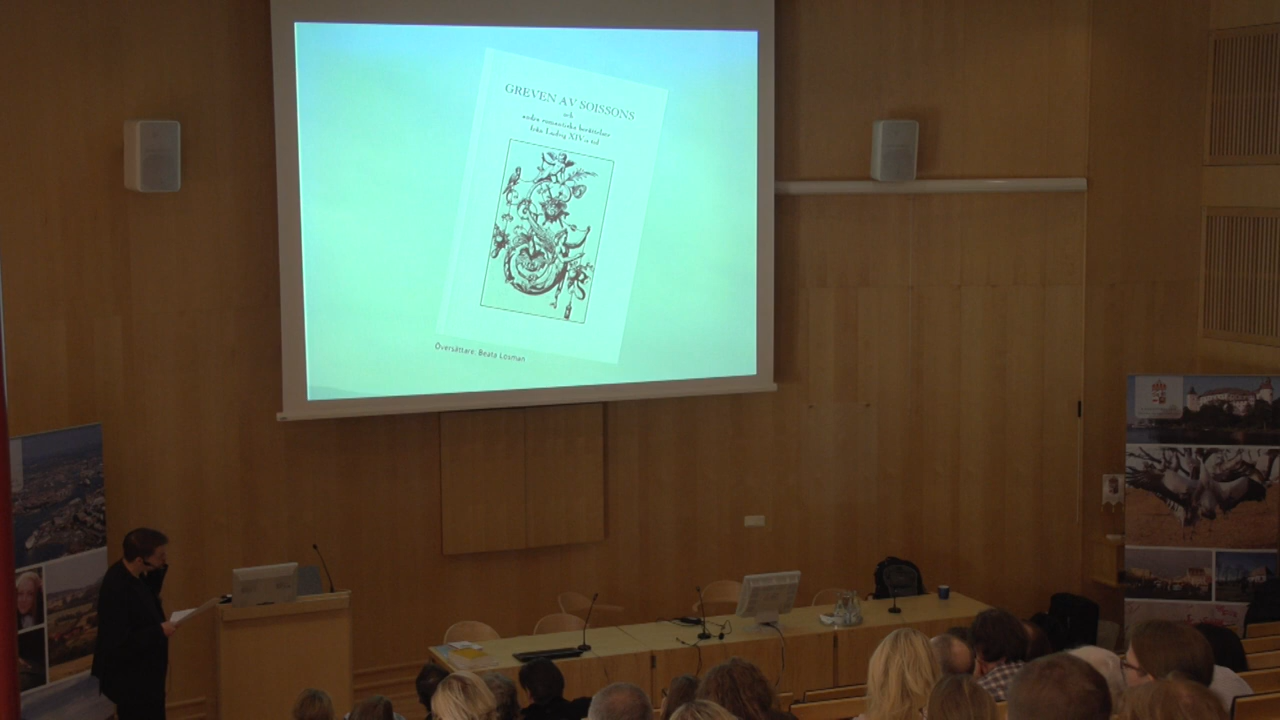 GREVEN AV SOISSONS
och
andra romantiska berättelser
från Ludvig XIV:s tid
Översättare: Beata Losman